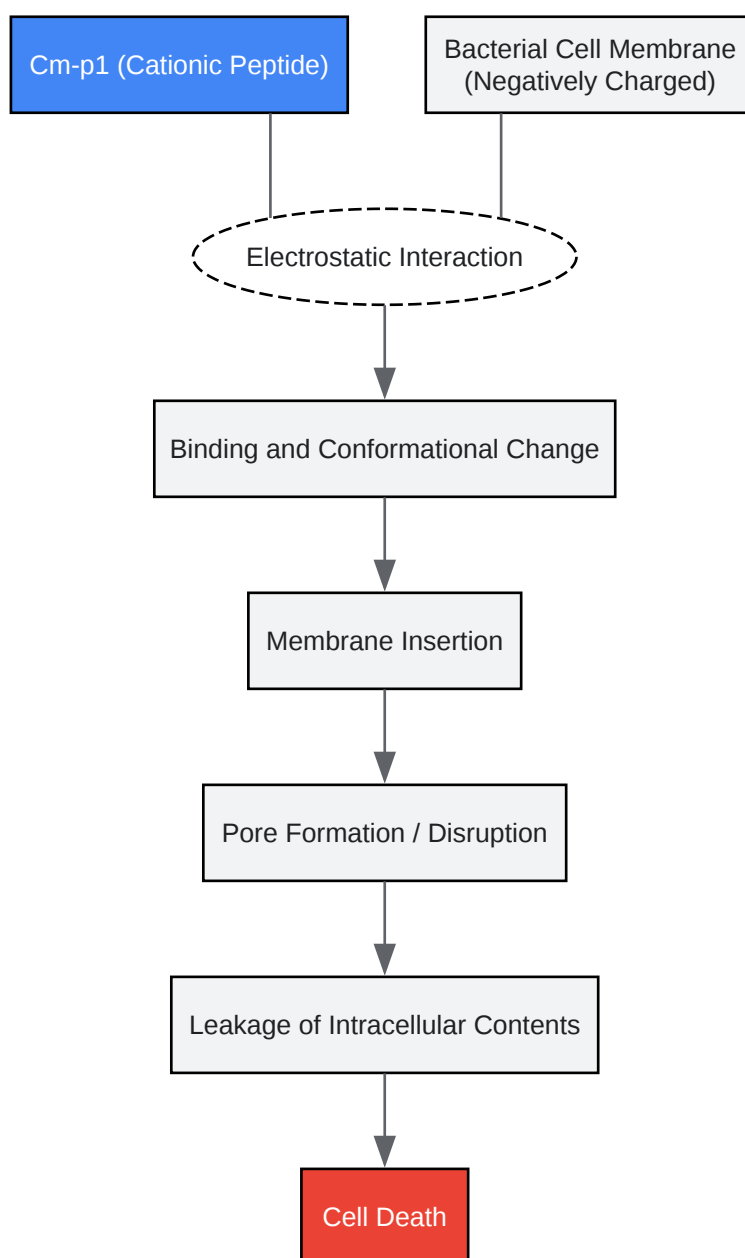 Cm-p1 (Cationic Peptide)
Bacterial Cell Membrane
(Negatively Charged)
Electrostatic Interaction
Binding and Conformational Change
Membrane Insertion
Pore Formation / Disruption
Leakage of Intracellular Contents
Cell Death